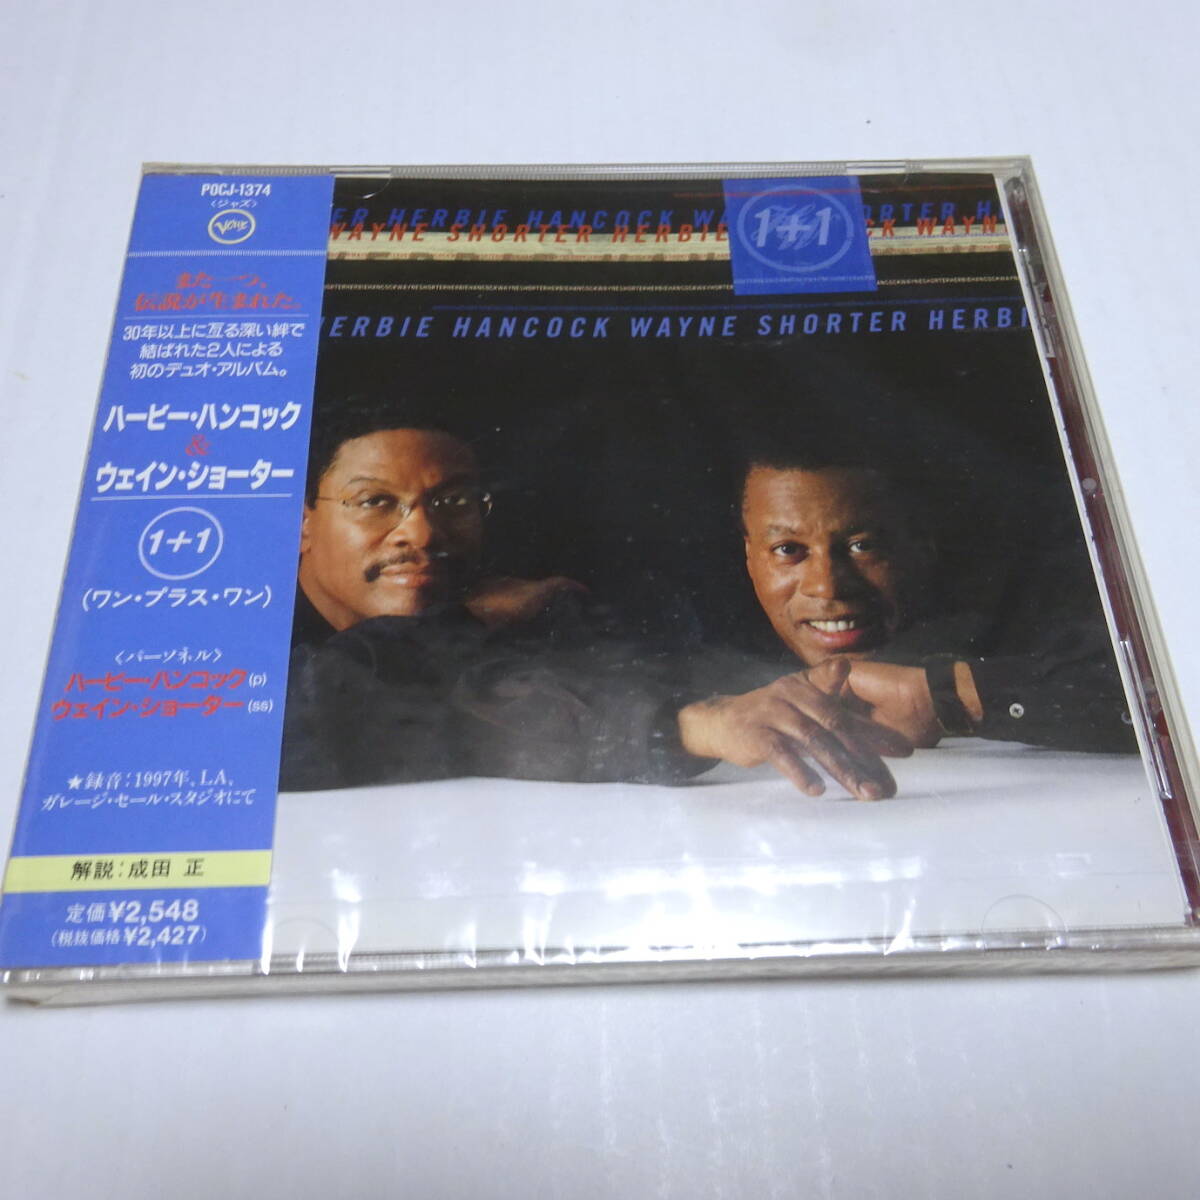 POCJ-1374
〈ジャズ〉
VERVE
また一つ、
伝説が生まれた。
30年以上に亙る深い絆で
結ばれた2人による
初のデュオ・アルバム。
ハービー・ハンコック
&
ウェイン・ショーター
1+1
(ワン・プラス・ワン)
〈パーソネル〉
ハービー・ハンコック(p)
ウェイン・ショーター(ss)
★録音:1997年、LA、
ガレージ・セール・スタジオにて
解説:成田 正
定価¥2,548
(税抜価格¥2,427)
TER HERBIE HANCOCK WA SHORTER H
WAYNE SHORTER HERBIE CK WAYN
1+1
HERBIE HANCOCK WAYNE SHORTER HERBI